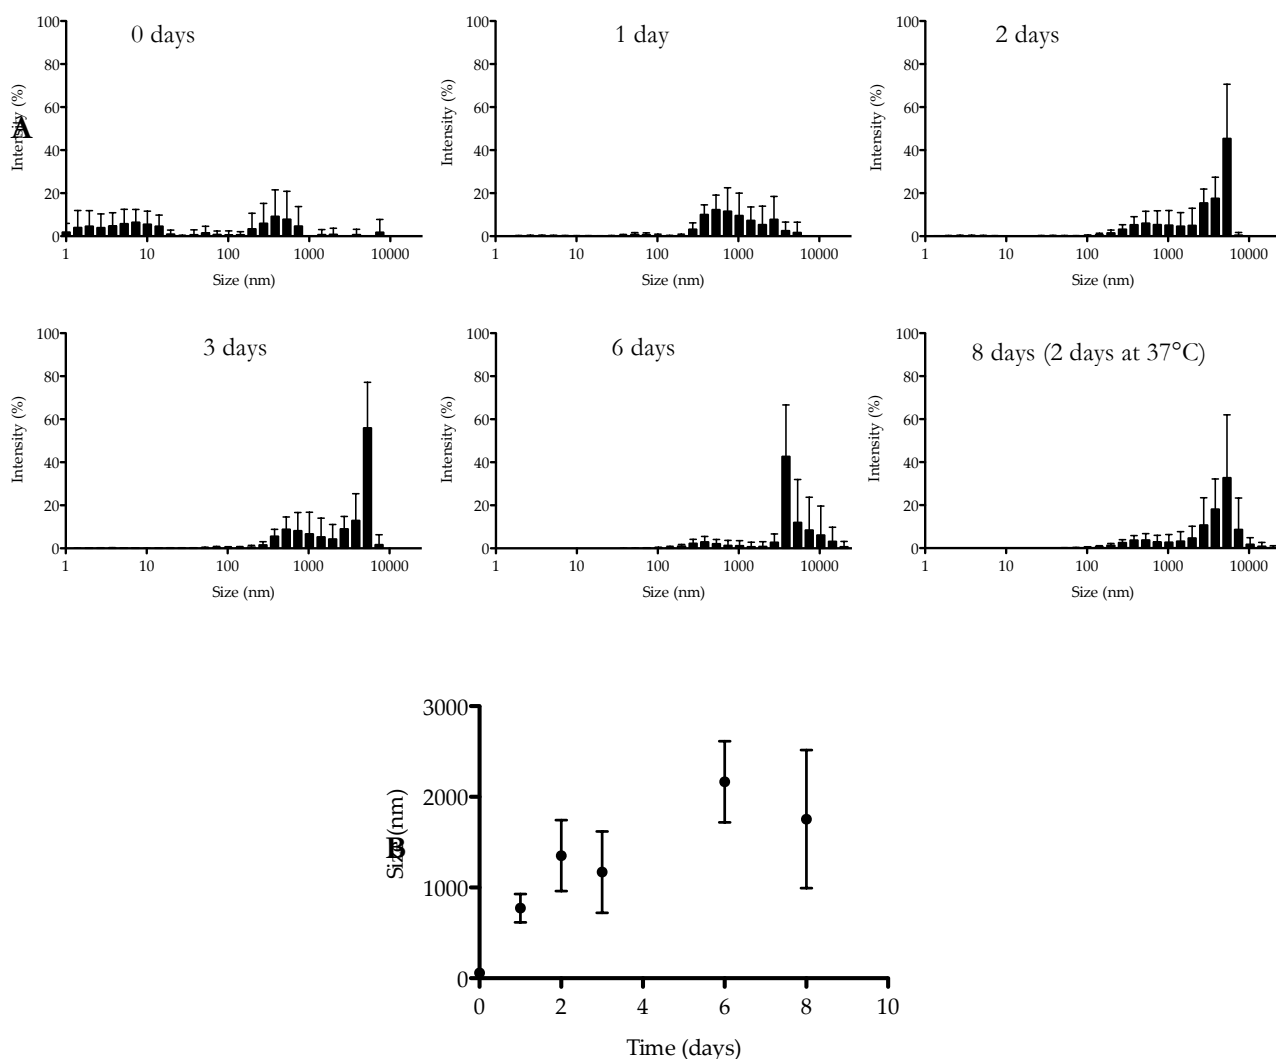 0 days
100
80
60
40
20
0
Intensity (%)
A
1 10 100 1000 10000
Size (nm)
1 day
100
80
60
40
20
0
Intensity (%)
1 10 100 1000 10000
Size (nm)
2 days
100
80
60
40
20
0
Intensity (%)
1 10 100 1000 10000
Size (nm)
3 days
100
80
60
40
20
0
Intensity (%)
1 10 100 1000 10000
Size (nm)
6 days
100
80
60
40
20
0
Intensity (%)
1 10 100 1000 10000
Size (nm)
8 days (2 days at 37°C)
100
80
60
40
20
0
Intensity (%)
1 10 100 1000 10000
Size (nm)
3000
2000
1000
0
Size (nm)
B
0 2 4 6 8 10
Time (days)